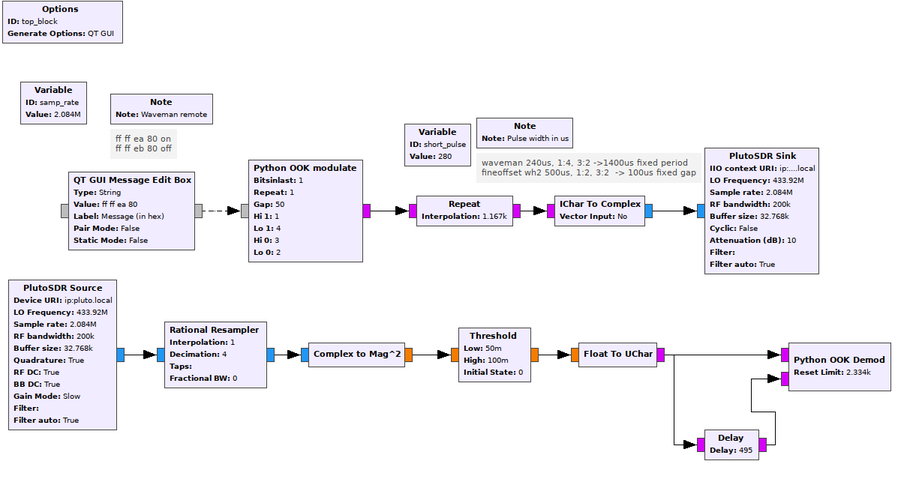 Options
ID: top_block
Generate Options: QT GUI
Variable
ID: samp_rate
Value: 2.084M
Note
Note: Waveman remote
ff ff ea 80 on
ff ff eb 80 off
Variable
ID: short_pulse
Value: 280
Note
Note: Pulse width in us
waveman 240us, 1:4, 3:2 ->1400us fixed period
fineoffset wh2 500us, 1:2, 3:2 -> 100us fixed gap
QT GUI Message Edit Box
Type: String
Value: ff ff ea 80
Label: Message (in hex)
Pair Mode: False
Static Mode: False
Python OOK modulate
Bitsinlast: 1
Repeat: 1
Gap: 50
Hi 1: 1
Lo 1: 4
Hi 0: 3
Lo 0: 2
Repeat
Interpolation: 1.167k
IChar To Complex
Vector Input: No
PlutoSDR Sink
IIO context URI: ip:....local
LO Frequency: 433.92M
Sample rate: 2.084M
RF bandwidth: 200k
Buffer size: 32.768k
Cyclic: False
Attenuation (dB): 10
Filter:
Filter auto: True
PlutoSDR Source
Device URI: ip:pluto.local
LO Frequency: 433.92M
Sample rate: 2.084M
RF bandwidth: 200k
Buffer size: 32.768k
Quadrature: True
RF DC: True
BB DC: True
Gain Mode: Slow
Filter:
Filter auto: True
Rational Resampler
Interpolation: 1
Decimation: 4
Taps:
Fractional BW: 0
Complex to Mag^2
Threshold
Low: 50m
High: 100m
Initial State: 0
Float To UChar
Python OOK Demod
Reset Limit: 2.334k
Delay
Delay: 495